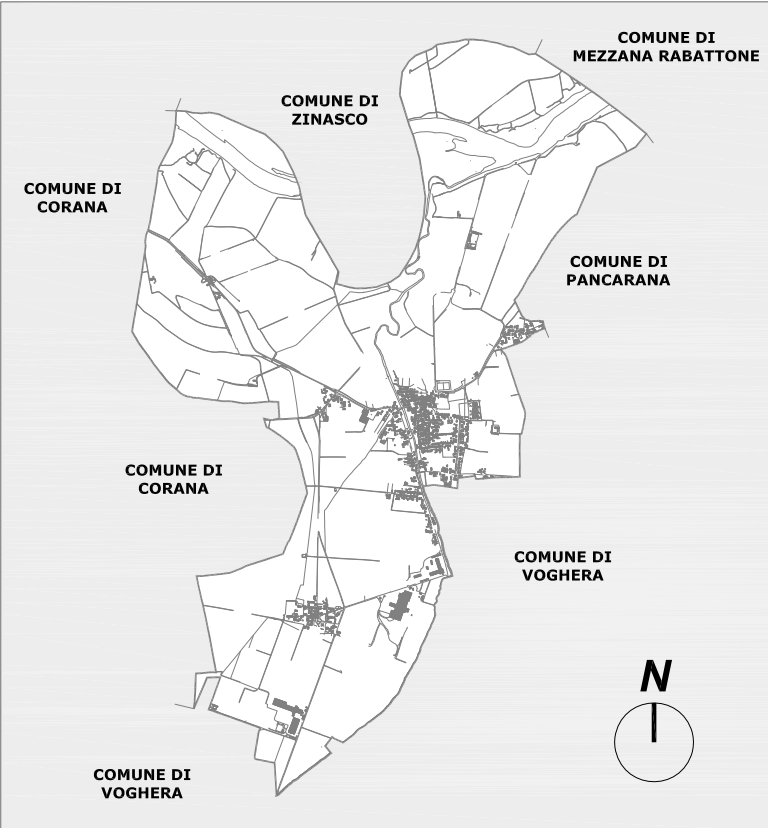 COMUNE DI
MEZZANA RABATTONE
COMUNE DI
ZINASCO
COMUNE DI
CORANA
COMUNE DI
PANCARANA
COMUNE DI
CORANA
COMUNE DI
VOGHERA
N
COMUNE DI
VOGHERA